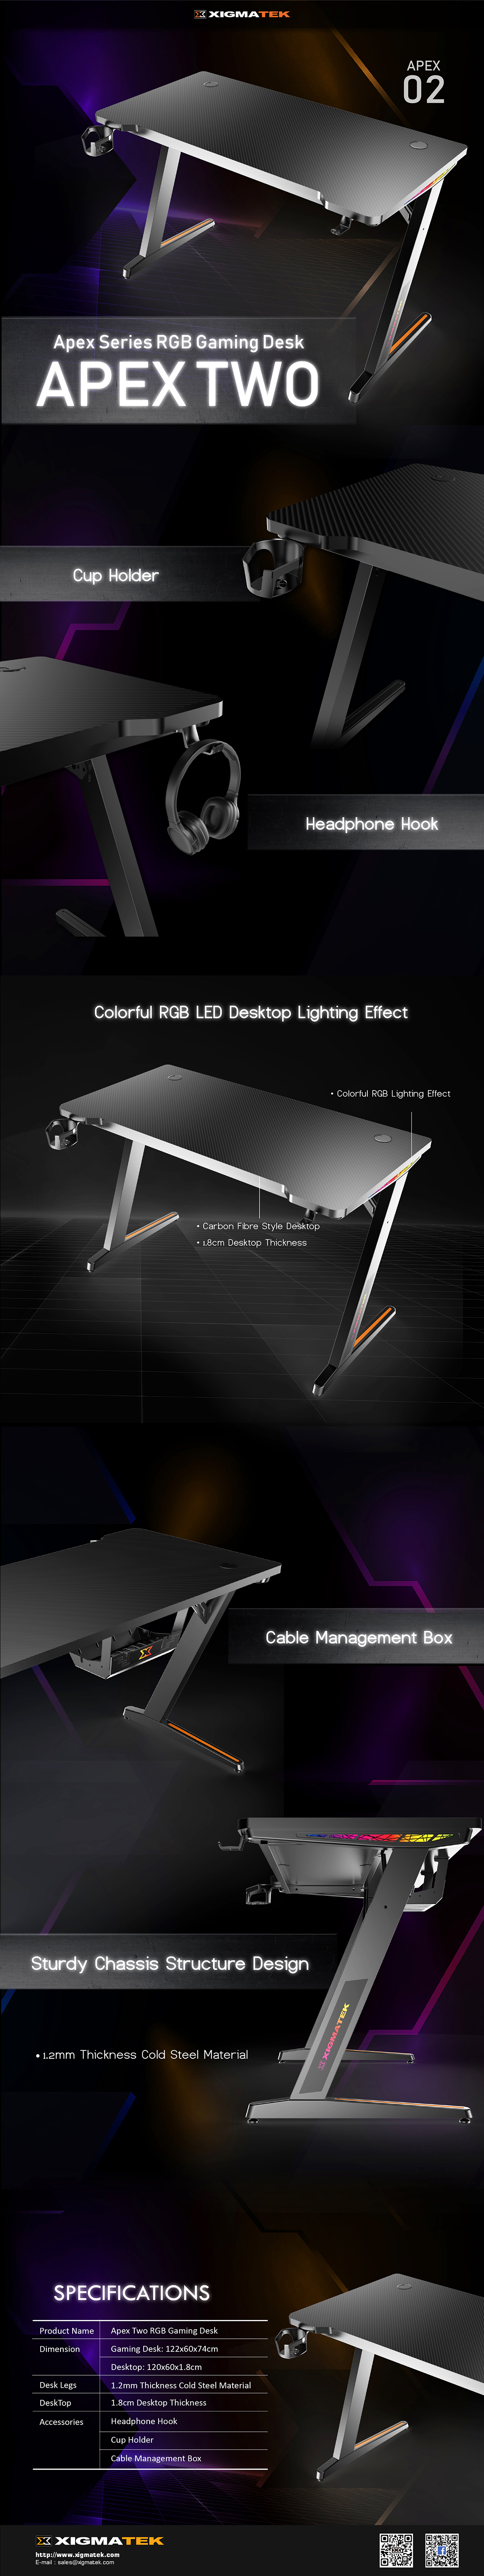 XIGMATEK
APEX
02
Apex Series RGB Gaming Desk
APEX TWO
Cup Holder
Headphone Hook
Colorful RGB LED Desktop Lighting Effect
• Colorful RGB Lighting Effect
• Carbon Fibre Style Desktop
• 1.8cm Desktop Thickness
Cable Management Box
Sturdy Chassis Structure Design
XIGMATEK
• 1.2mm Thickness Cold Steel Material
SPECIFICATIONS
Product Name Apex Two RGB Gaming Desk
Dimension Gaming Desk: 122x60x74cm
Desktop: 120x60x1.8cm
Desk Legs 1.2mm Thickness Cold Steel Material
DeskTop 1.8cm Desktop Thickness
Accessories Headphone Hook
Cup Holder
Cable Management Box
XIGMATEK
http://www.xigmatek.com
E-mail : sales@xigmatek.com